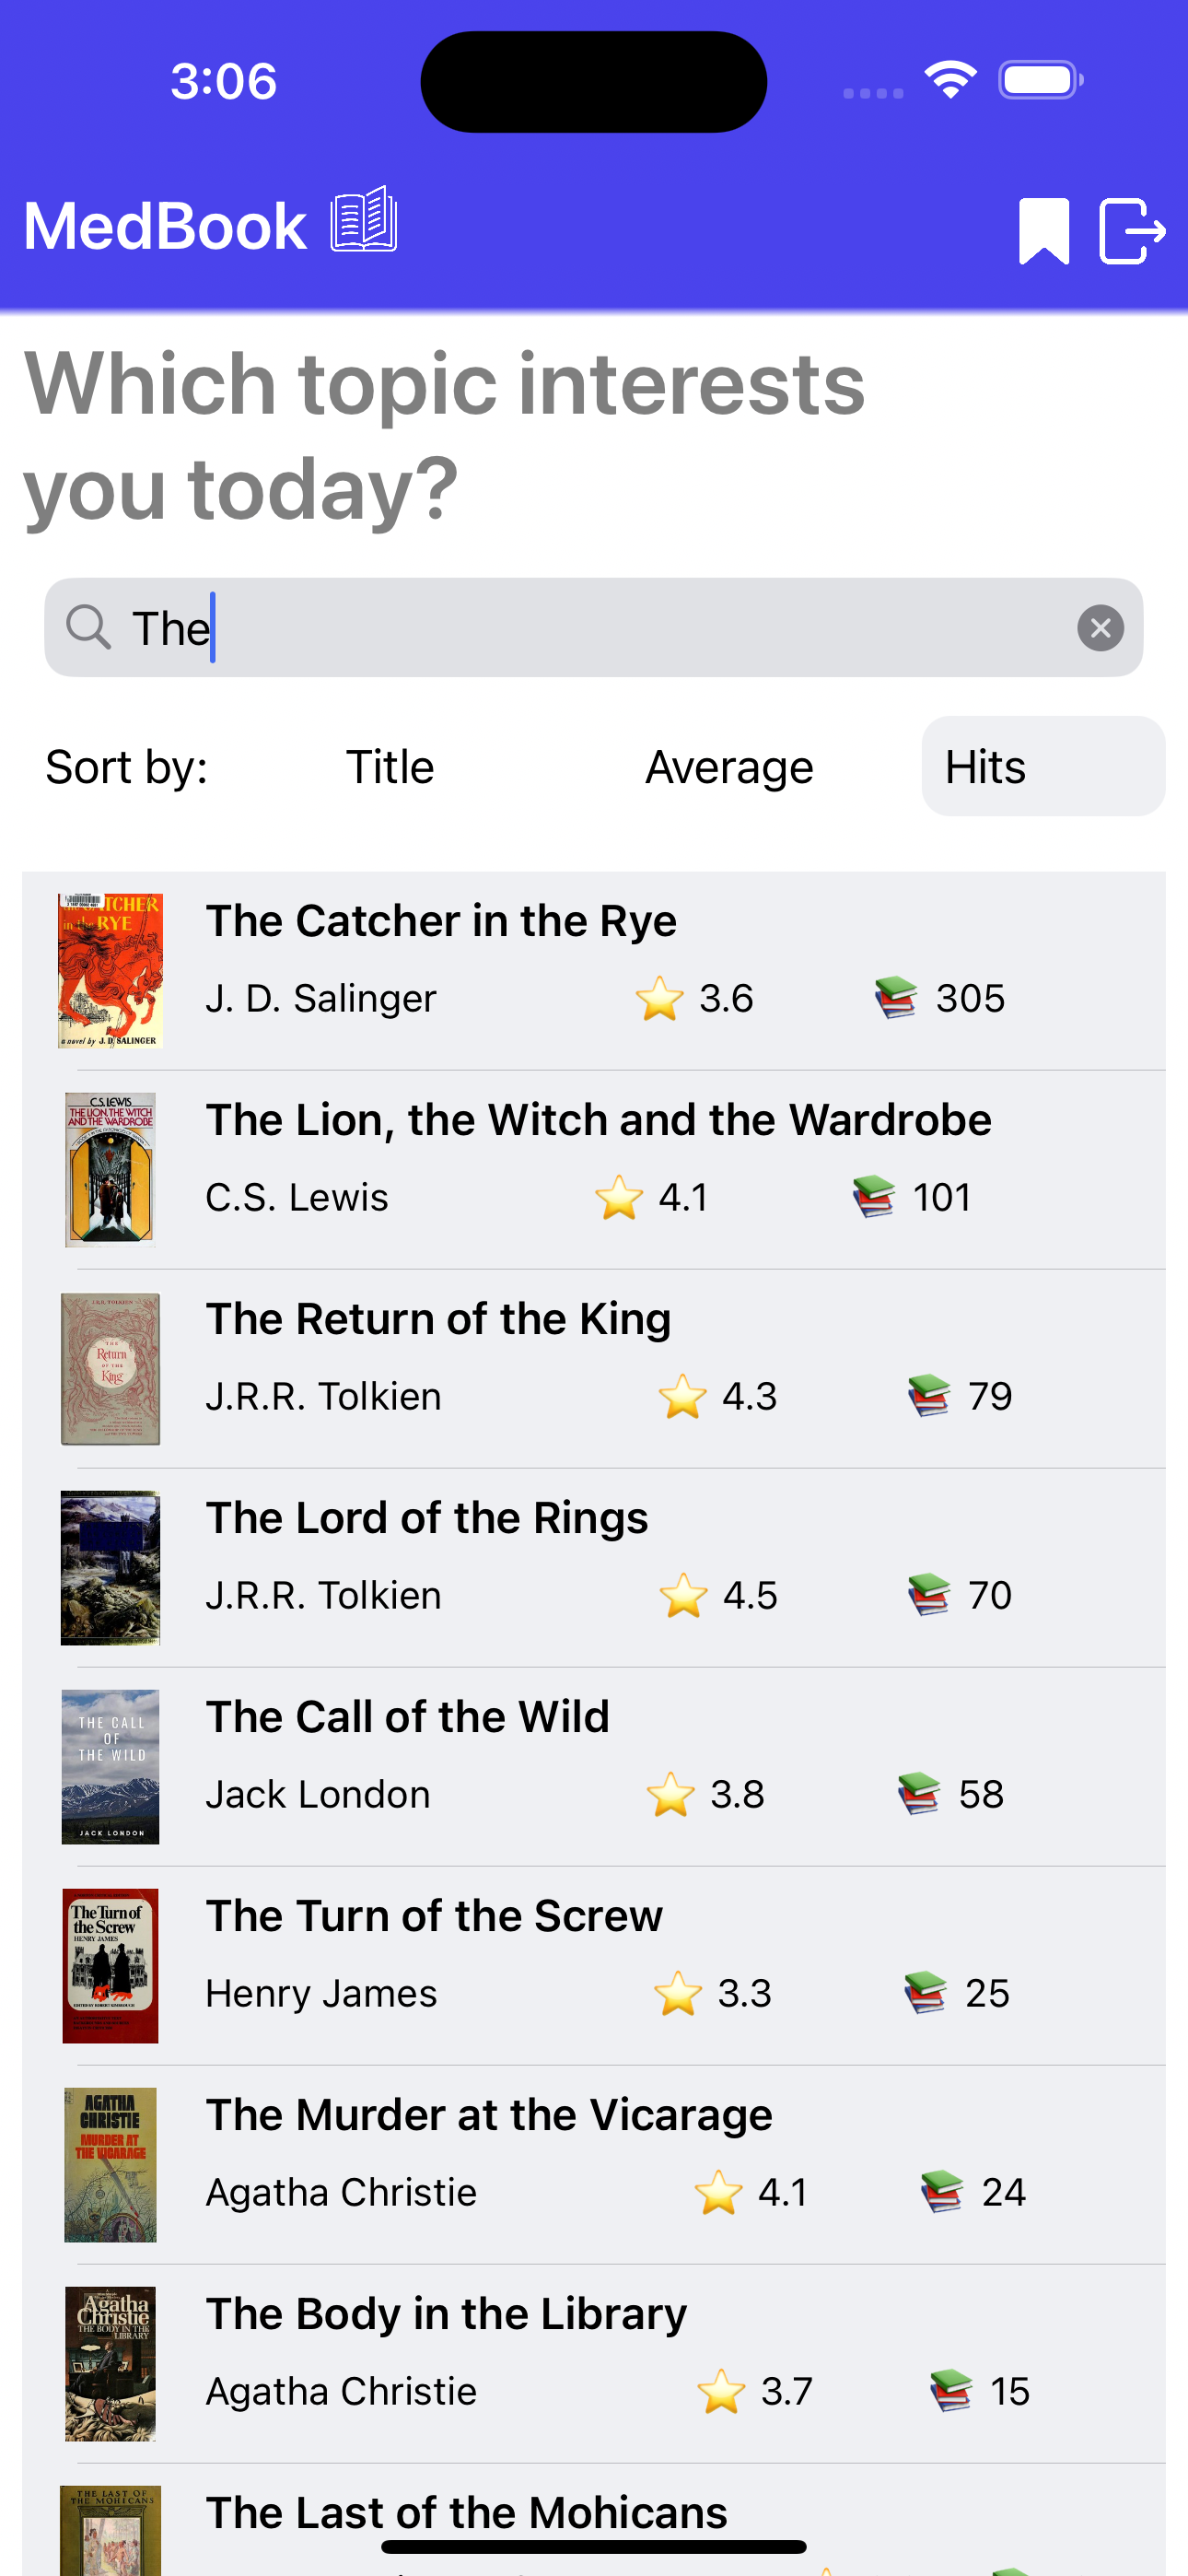 3:06
MedBook
Which topic interests
you today?
The
Sort by: Title Average Hits
CATCHER
in the RYE
a novel by J. D. SALINGER
The Catcher in the Rye
J. D. Salinger 3.6 305
C.S. LEWIS
THE LION, THE WITCH
AND THE WARDROBE
The Lion, the Witch and the Wardrobe
C.S. Lewis 4.1 101
J.R.R. TOLKIEN
THE
Return
OF THE
King
The Return of the King
J.R.R. Tolkien 4.3 79
The Lord of the Rings
J.R.R. Tolkien 4.5 70
THE CALL
OF
THE WILD
JACK LONDON
The Call of the Wild
Jack London 3.8 58
The Turn of
the Screw
HENRY JAMES
The Turn of the Screw
Henry James 3.3 25
AGATHA
CHRISTIE
MURDER AT
THE VICARAGE
The Murder at the Vicarage
Agatha Christie 4.1 24
Agatha
Christie
THE BODY IN THE
LIBRARY
The Body in the Library
Agatha Christie 3.7 15
THE LAST OF
THE MOHICANS
The Last of the Mohicans